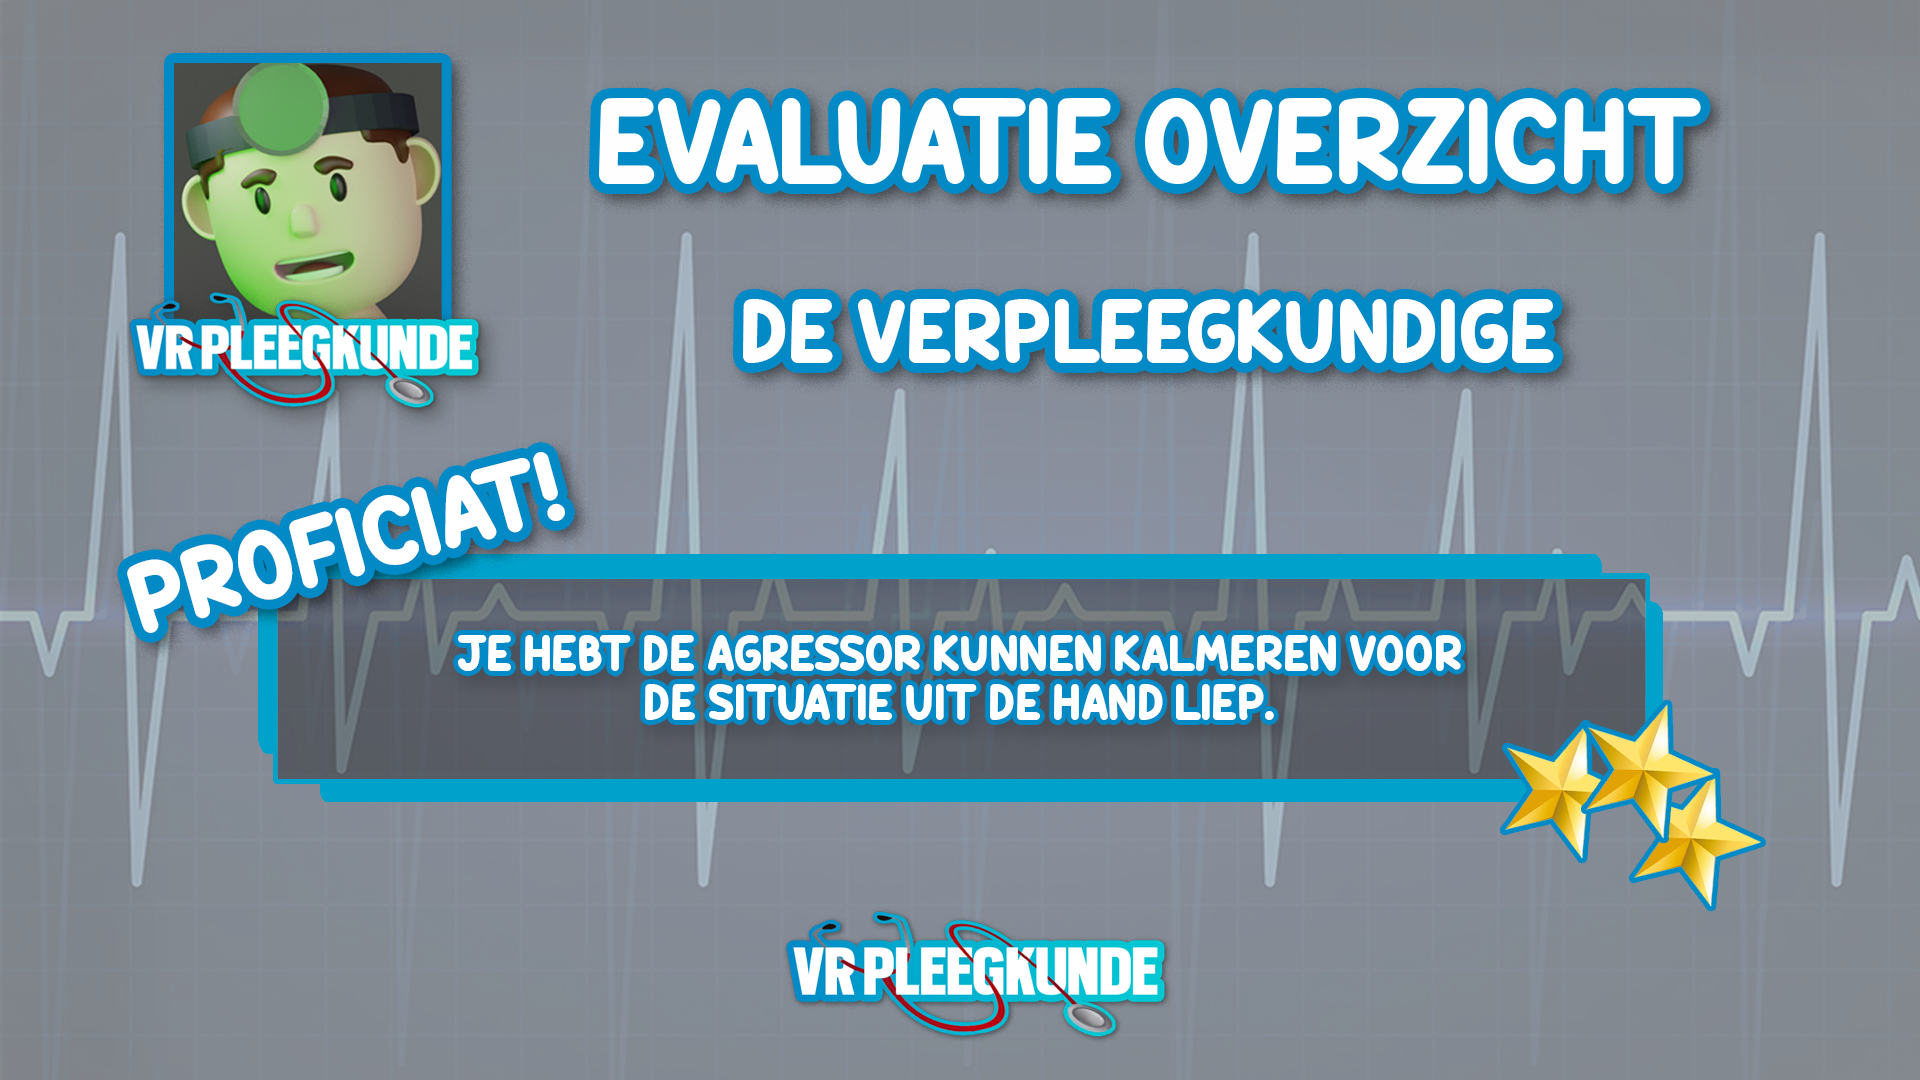 EVALUATIE OVERZICHT
VR PLEEGKUNDE
DE VERPLEEGKUNDIGE
PROFICIAT!
JE HEBT DE AGRESSOR KUNNEN KALMEREN VOOR
DE SITUATIE UIT DE HAND LIEP.
VR PLEEGKUNDE